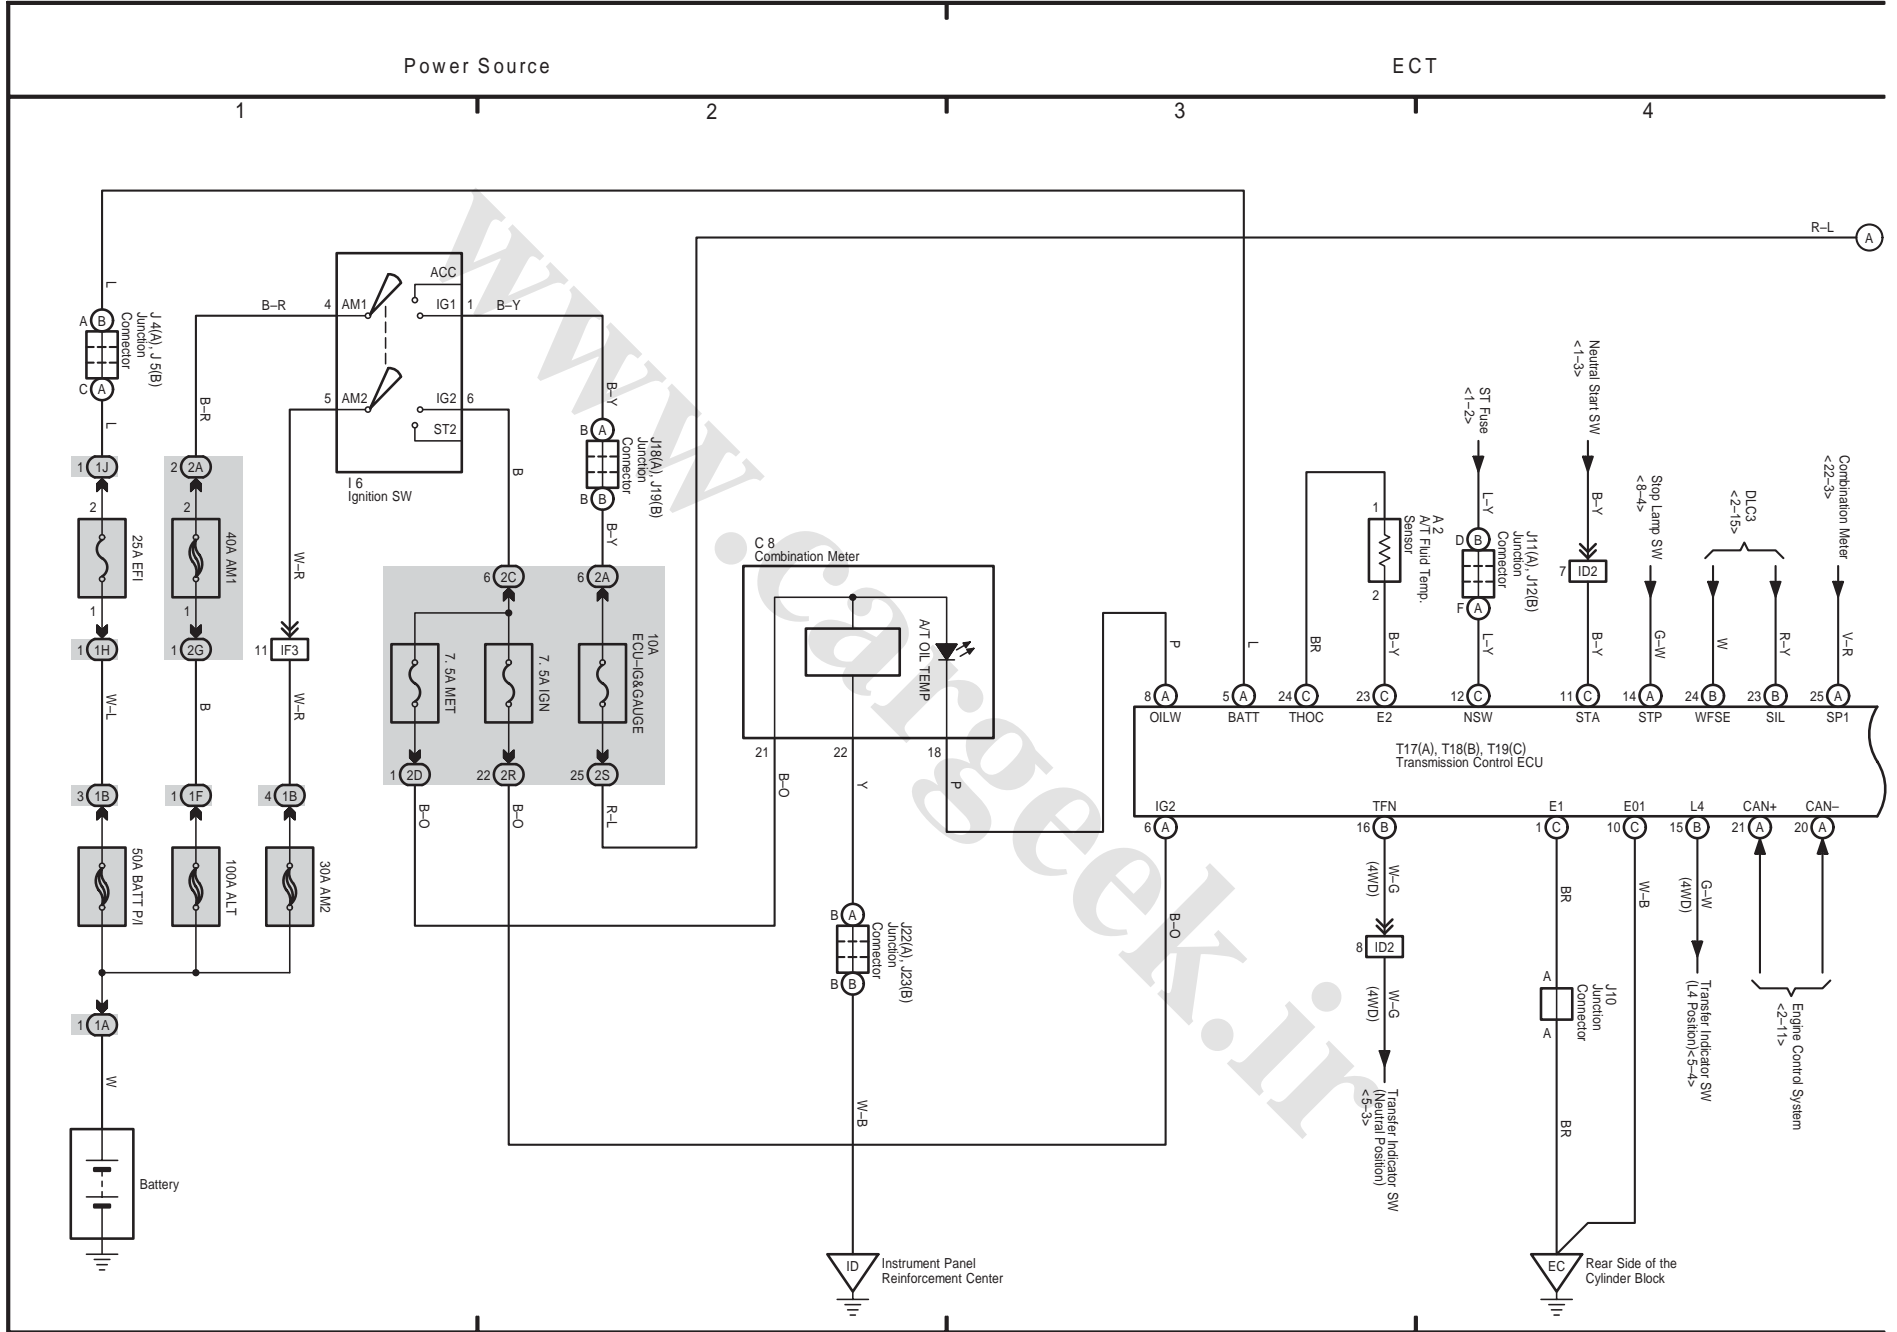 Power Source
ECT
1
2
3
4
www.cargeek.ir
R–L
A
L
A B
J 4(A), J 5(B)
Junction
Connector
C A
L
1 1J
2
25A EFI
1
1 1H
W–L
3 1B
50A BATT P/I
1 1A
W
Battery
B–R
B–R
2 2A
2
40A AM1
1
1 2G
B
1 1F
100A ALT
W–R
11 IF3
W–R
4 1B
30A AM2
ACC
4 AM1
IG1 1
5 AM2
IG2 6
ST2
I 6
Ignition SW
B–Y
B–Y
B A
J18(A), J19(B)
Junction
Connector
B B
B–Y
B
6 2C
6 2A
7. 5A MET
7. 5A IGN
10A
ECU–IG&GAUGE
1 2D
22 2R
25 2S
B–O
B–O
R–L
C 8
Combination Meter
A/T OIL TEMP
21
22
18
B–O
Y
P
B A
J22(A), J23(B)
Junction
Connector
B B
W–B
ID
Instrument Panel
Reinforcement Center
P
L
BR
1
A 2
A/T Fluid Temp.
Sensor
2
B–Y
ST Fuse
<1–2>
L–Y
D B
J11(A), J12(B)
Junction
Connector
F A
L–Y
Neutral Start SW
<1–3>
B–Y
7 ID2
B–Y
Stop Lamp SW
<8–4>
G–W
DLC3
<2–15>
W
R–Y
Combination Meter
<22–3>
V–R
8 A
5 A
24 C
23 C
12 C
11 C
14 A
24 B
23 B
25 A
OILW
BATT
THOC
E2
NSW
STA
STP
WFSE
SIL
SP1
T17(A), T18(B), T19(C)
Transmission Control ECU
IG2
TFN
E1
E01
L4
CAN+
CAN–
6 A
16 B
1 C
10 C
15 B
21 A
20 A
B–O
W–G
(4WD)
8 ID2
W–G
(4WD)
Transfer Indicator SW
(Neutral Position)
<5–3>
BR
A
J10
Junction
Connector
A
BR
W–B
G–W
(4WD)
Transfer Indicator SW
(L4 Position)<5–4>
Engine Control System
<2–11>
EC
Rear Side of the
Cylinder Block